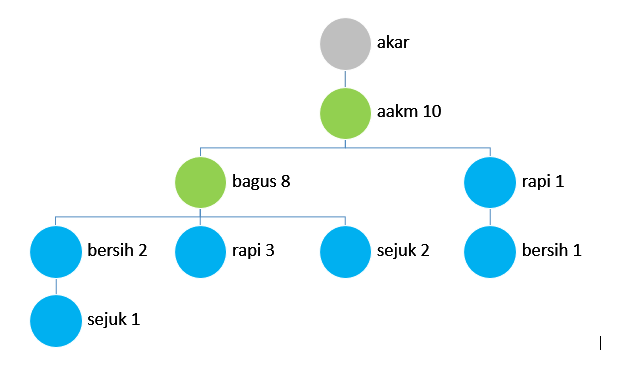 akar
aakm 10
bagus 8
rapi 1
bersih 2
rapi 3
sejuk 2
bersih 1
sejuk 1